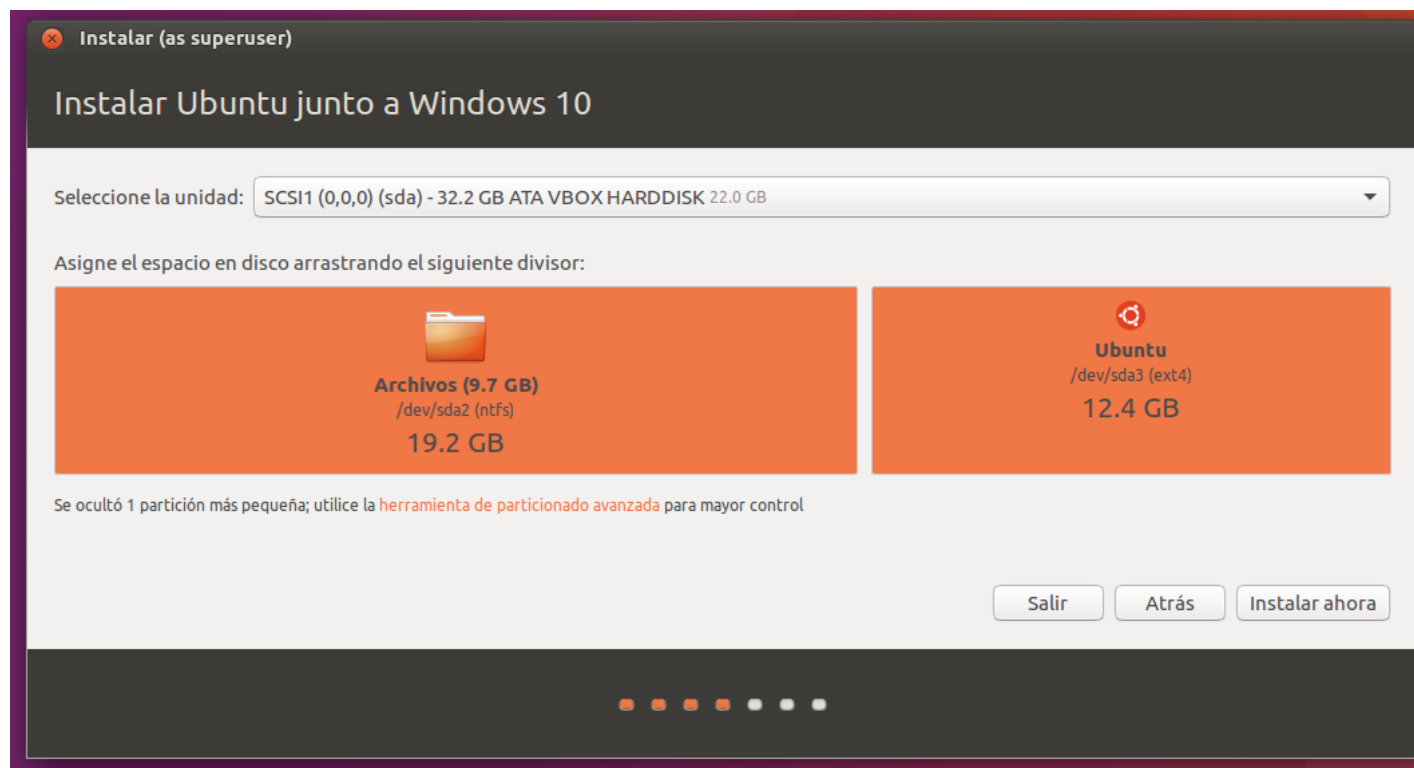 Instalar (as superuser)
Instalar Ubuntu junto a Windows 10
Seleccione la unidad: SCSI1 (0,0,0) (sda) - 32.2 GB ATA VBOX HARDDISK 22.0 GB
Asigne el espacio en disco arrastrando el siguiente divisor:
Archivos (9.7 GB)
/dev/sda2 (ntfs)
19.2 GB
Ubuntu
/dev/sda3 (ext4)
12.4 GB
Se ocultó 1 partición más pequeña; utilice la herramienta de particionado avanzada para mayor control
Salir
Atrás
Instalar ahora